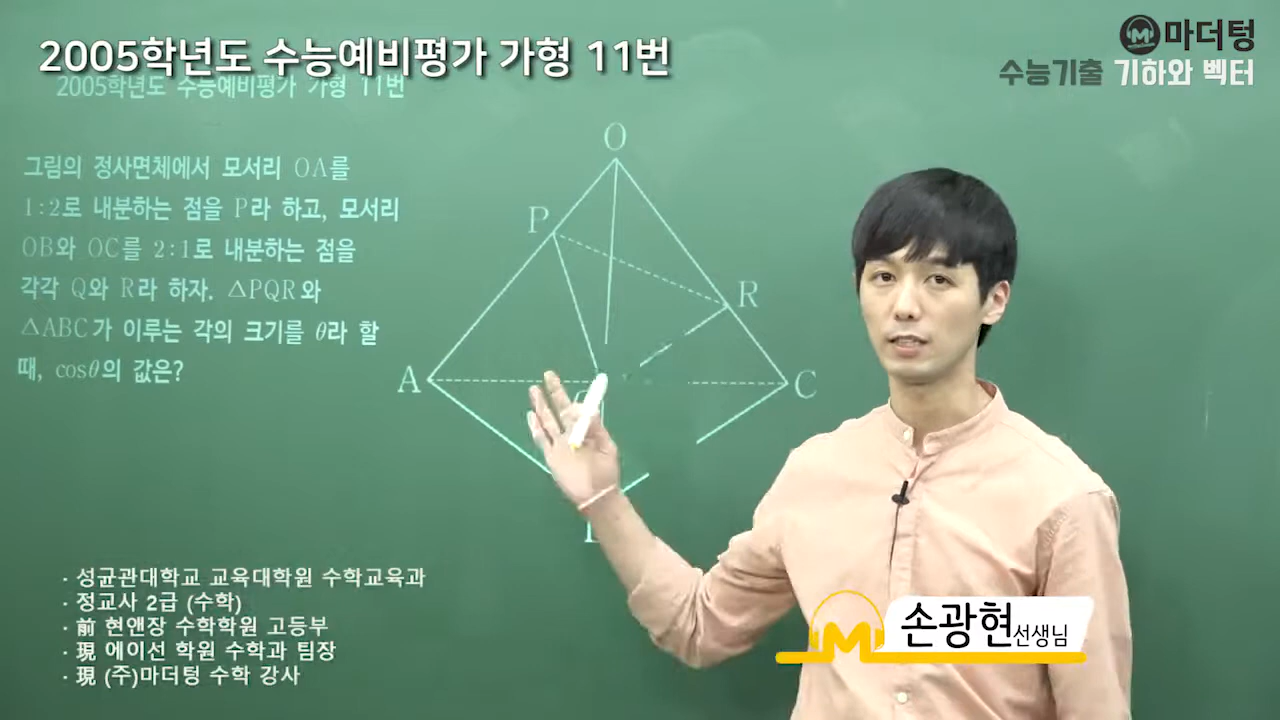 2005학년도 수능예비평가 가형 11번
마더텅
수능기출 기하와 벡터
2005학년도 수능예비평가 가형 11번
그림의 정사면체에서 모서리 OA를
1:2로 내분하는 점을 P라 하고, 모서리
OB와 OC를 2:1로 내분하는 점을
각각 Q와 R라 하자. △PQR와
△ABC가 이루는 각의 크기를 θ라 할
때, cosθ의 값은?
O
P
R
A
C
· 성균관대학교 교육대학원 수학교육과
· 정교사 2급 (수학)
· 前 현앤장 수학학원 고등부
· 現 에이선 학원 수학과 팀장
· 現 (주)마더텅 수학 강사
손광현선생님